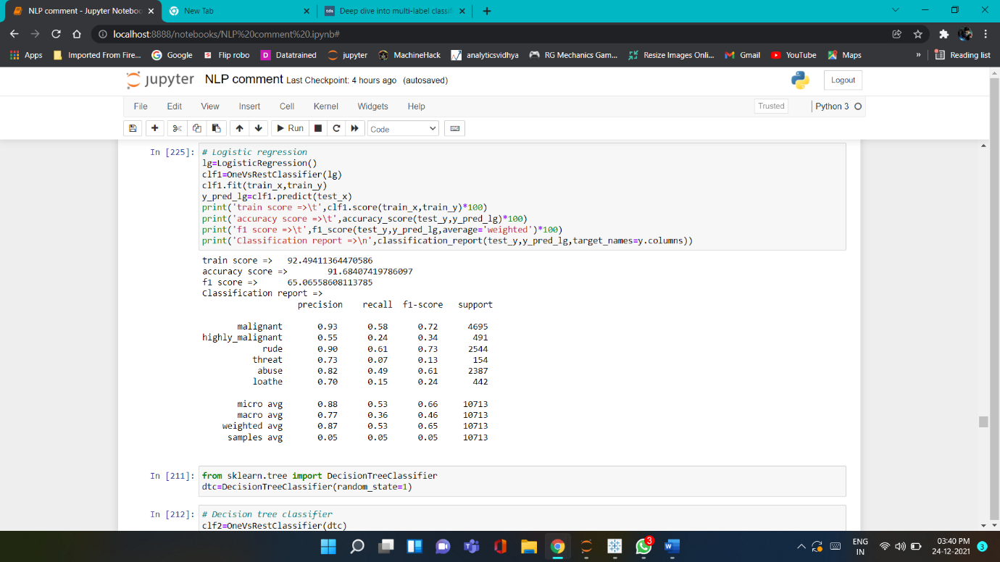 NLP comment - Jupyter Noteboo
New Tab
tds Deep dive into multi-label classif
localhost:8888/notebooks/NLP%20comment%20.ipynb#
Apps Imported From Fire... Google Flip robo D Datatrained jupyter MachineHack analyticsvidhya RG Mechanics Gam... Resize Images Onli... Gmail YouTube Maps » Reading list
jupyter NLP comment Last Checkpoint: 4 hours ago (autosaved) Logout
File Edit View Insert Cell Kernel Widgets Help Trusted Python 3
Run Code
In [225]: # Logistic regression
lg=LogisticRegression()
clf1=OneVsRestClassifier(lg)
clf1.fit(train_x,train_y)
y_pred_lg=clf1.predict(test_x)
print('train score =>\t',clf1.score(train_x,train_y)*100)
print('accuracy score =>\t',accuracy_score(test_y,y_pred_lg)*100)
print('f1 score =>\t',f1_score(test_y,y_pred_lg,average='weighted')*100)
print('Classification report =>\n',classification_report(test_y,y_pred_lg,target_names=y.columns))
train score => 92.49411364470586
accuracy score => 91.68407419786097
f1 score => 65.06558608113785
Classification report =>
precision recall f1-score support
malignant 0.93 0.58 0.72 4695
highly_malignant 0.55 0.24 0.34 491
rude 0.90 0.61 0.73 2544
threat 0.73 0.07 0.13 154
abuse 0.82 0.49 0.61 2387
loathe 0.70 0.15 0.24 442
micro avg 0.88 0.53 0.66 10713
macro avg 0.77 0.36 0.46 10713
weighted avg 0.87 0.53 0.65 10713
samples avg 0.05 0.05 0.05 10713
In [211]: from sklearn.tree import DecisionTreeClassifier
dtc=DecisionTreeClassifier(random_state=1)
In [212]: # Decision tree classifier
clf2=OneVsRestClassifier(dtc)
3
ENG
IN
03:40 PM
24-12-2021
3